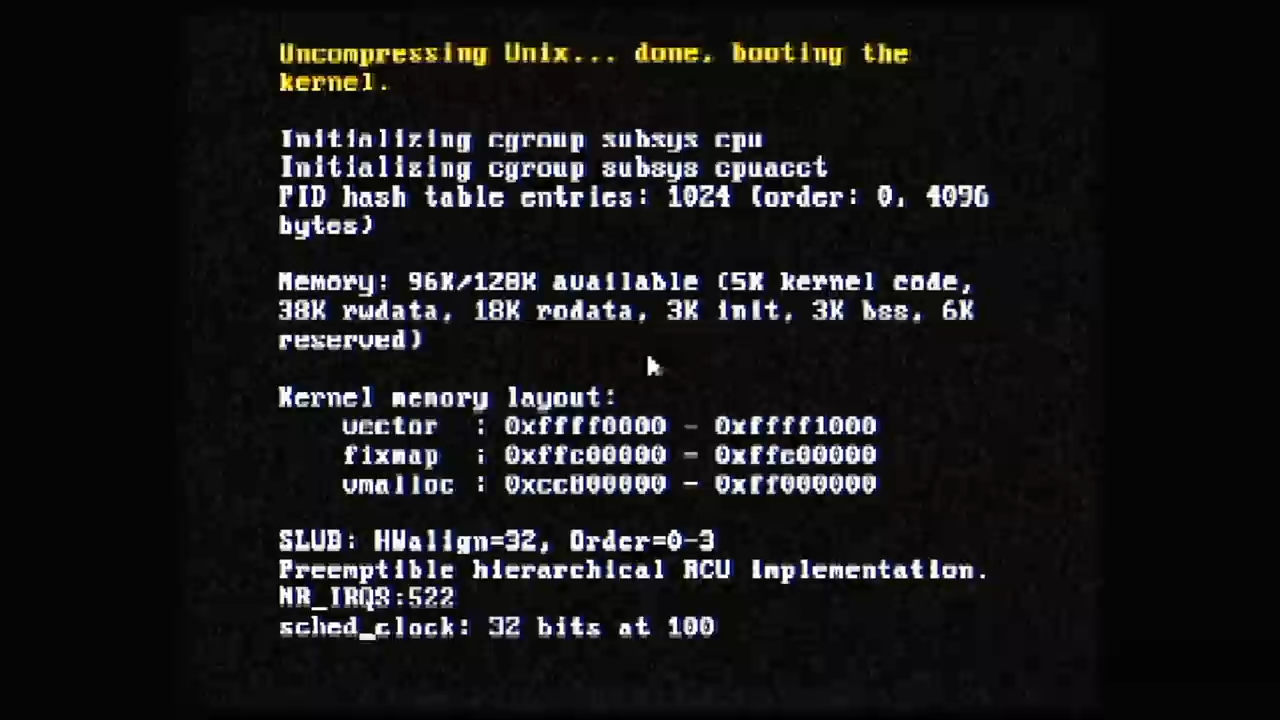 Uncompressing Unix... done, booting the
kernel.
Initializing cgroup subsys cpu
Initializing cgroup subsys cpuacct
PID hash table entries: 1024 (order: 0, 4096
bytes)
Memory: 96K/128K available (5K kernel code,
38K rwdata, 18K rodata, 3K init, 3K bss, 6K
reserved)
Kernel memory layout:
vector : 0xffff0000 - 0xffff1000
fixmap : 0xffc00000 - 0xffc00000
vmalloc : 0xcc800000 - 0xff000000
SLUB: HWalign=32, Order=0-3
Preemptible hierarchical RCU implementation.
NR_IRQS:522
sched_clock: 32 bits at 100